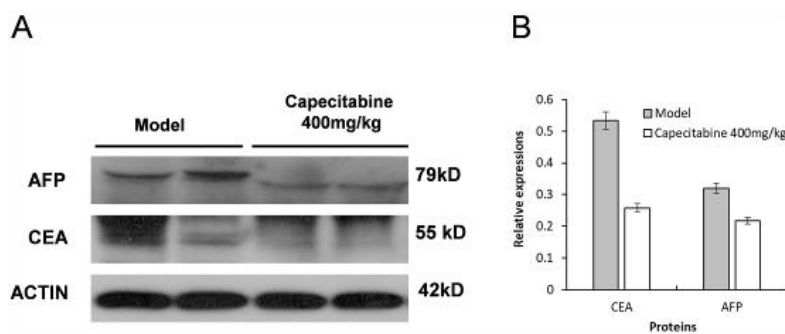 A
Model
Capecitabine
400mg/kg
AFP
79kD
CEA
55 kD
ACTIN
42kD
B
Relative expressions
0.6
0.5
0.4
0.3
0.2
0.1
0
Model
Capecitabine 400mg/kg
CEA
AFP
Proteins